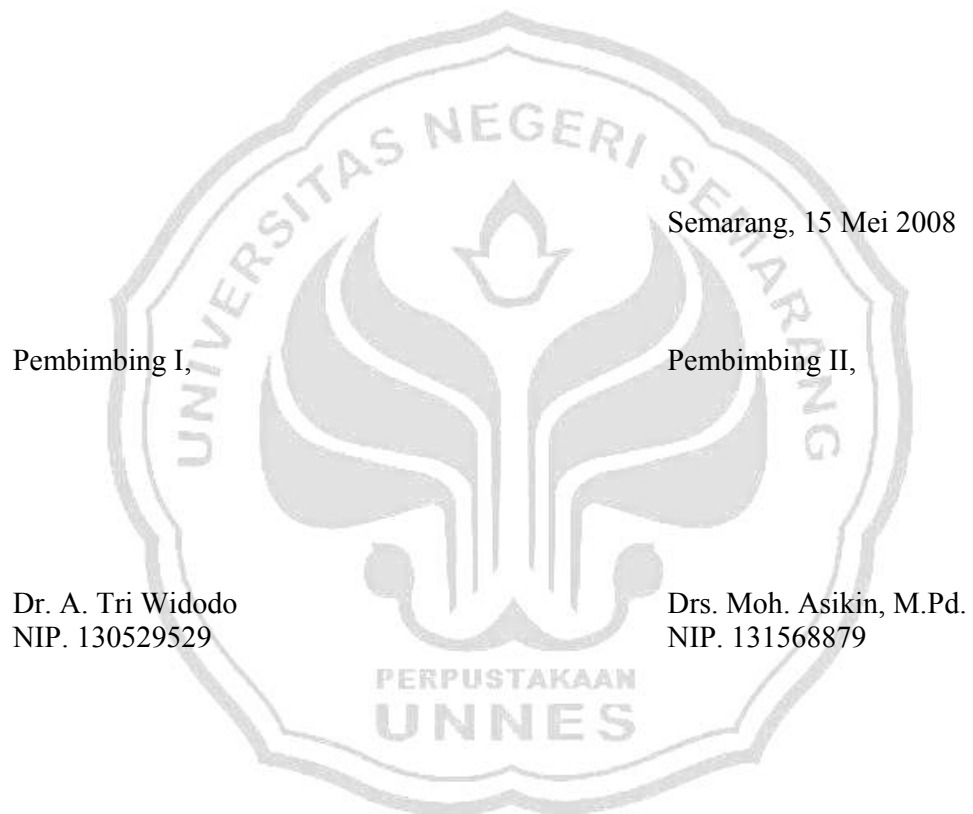 UNIVERSITAS NEGERI SEMARANG
Semarang, 15 Mei 2008
Pembimbing I,
Pembimbing II,
Dr. A. Tri Widodo
NIP. 130529529
Drs. Moh. Asikin, M.Pd.
NIP. 131568879
PERPUSTAKAAN
UNNES